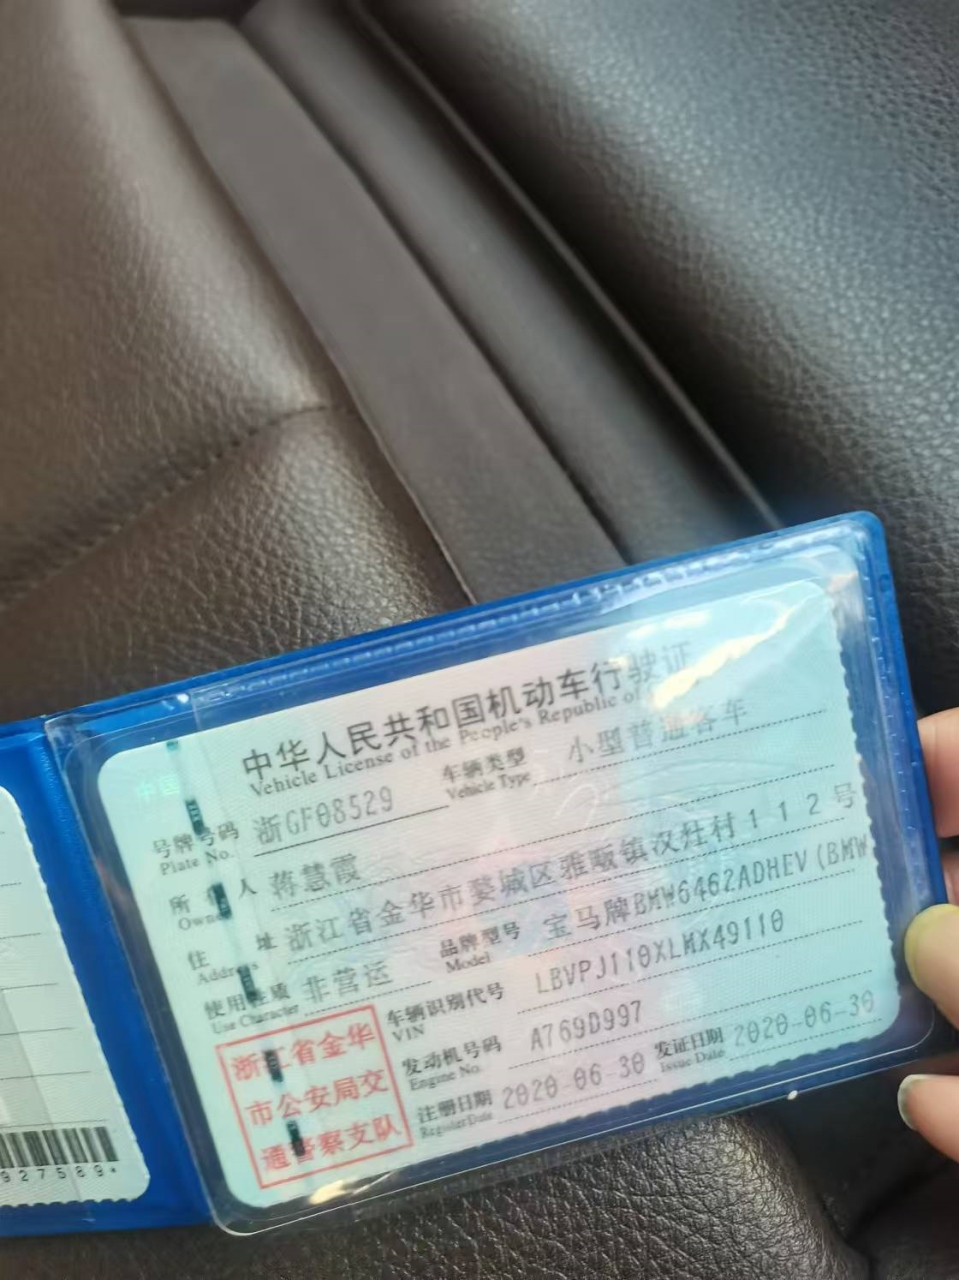 中华人民共和国机动车行驶证
Vehicle License of the People's Republic of
号牌号码 浙GF08529 车辆类型 小型普通客车
Plate No. Vehicle Type
所 人 蒋慧霞
Owner
住 址 浙江省金华市婺城区雅畈镇汉灶村112号
Address
使用性质 非营运 品牌型号 宝马牌BMW6462ADHEV(BMW
Use Character Model
车辆识别代号 LBVPJ110XLMX49110
VIN
发动机号码 A769D997
Engine No.
注册日期 2020-06-30 发证日期 2020-06-30
Register Date Issue Date
浙江省金华
市公安局交
通警察支队
927589*